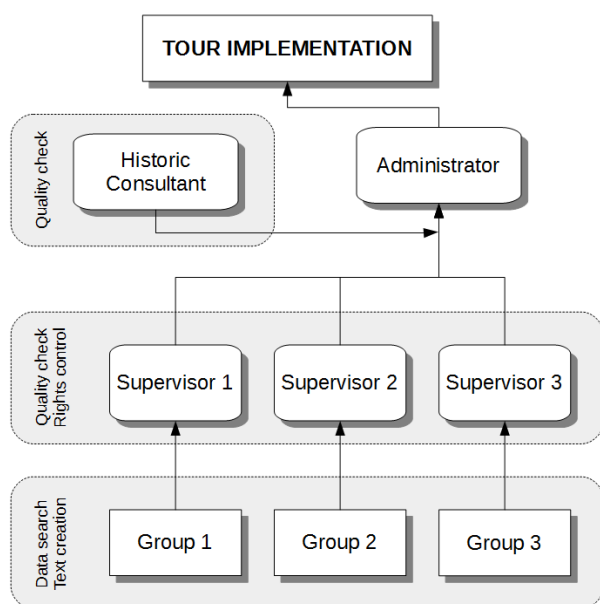 TOUR IMPLEMENTATION
Quality check
Historic
Consultant
Administrator
Quality check
Rights control
Supervisor 1
Supervisor 2
Supervisor 3
Data search
Text creation
Group 1
Group 2
Group 3